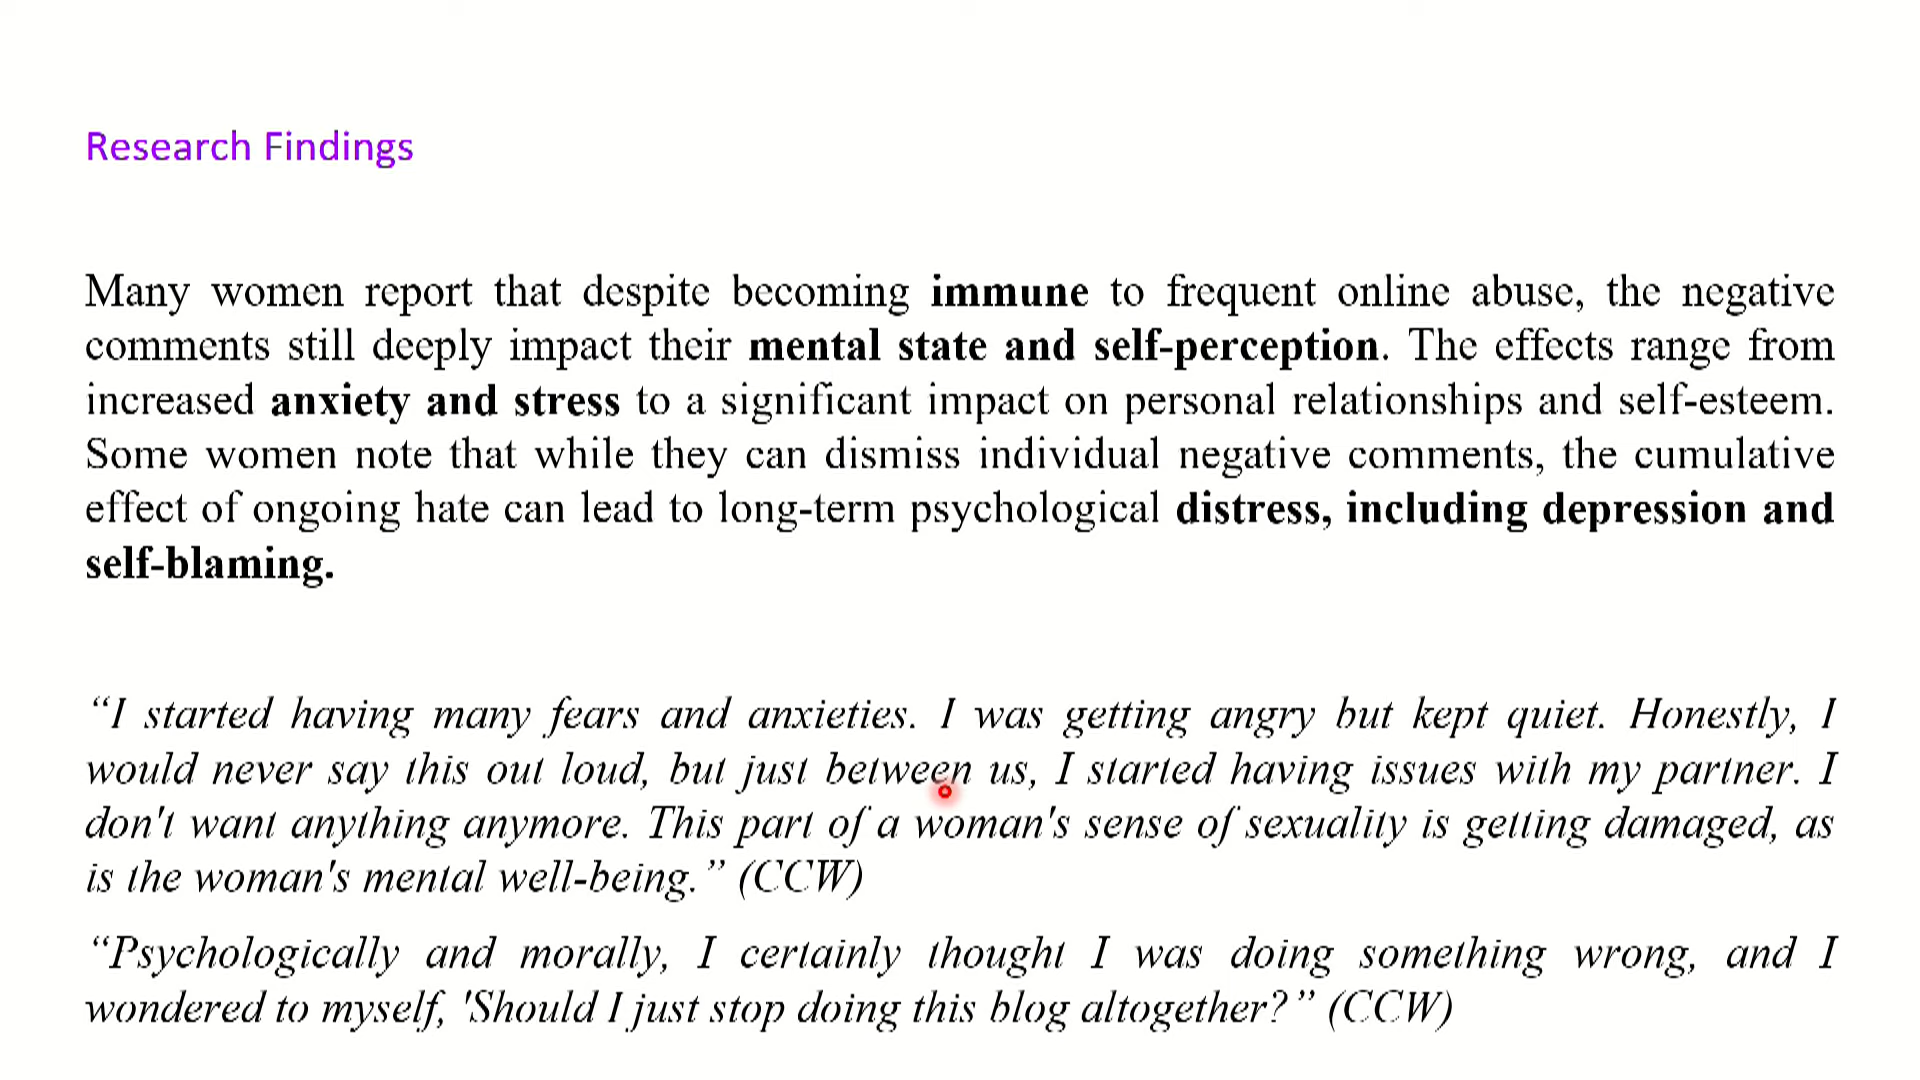 Research Findings
Many women report that despite becoming immune to frequent online abuse, the negative
comments still deeply impact their mental state and self-perception. The effects range from
increased anxiety and stress to a significant impact on personal relationships and self-esteem.
Some women note that while they can dismiss individual negative comments, the cumulative
effect of ongoing hate can lead to long-term psychological distress, including depression and
self-blaming.
“I started having many fears and anxieties. I was getting angry but kept quiet. Honestly, I
would never say this out loud, but just between us, I started having issues with my partner. I
don't want anything anymore. This part of a woman's sense of sexuality is getting damaged, as
is the woman's mental well-being.” (CCW)
“Psychologically and morally, I certainly thought I was doing something wrong, and I
wondered to myself, 'Should I just stop doing this blog altogether?” (CCW)